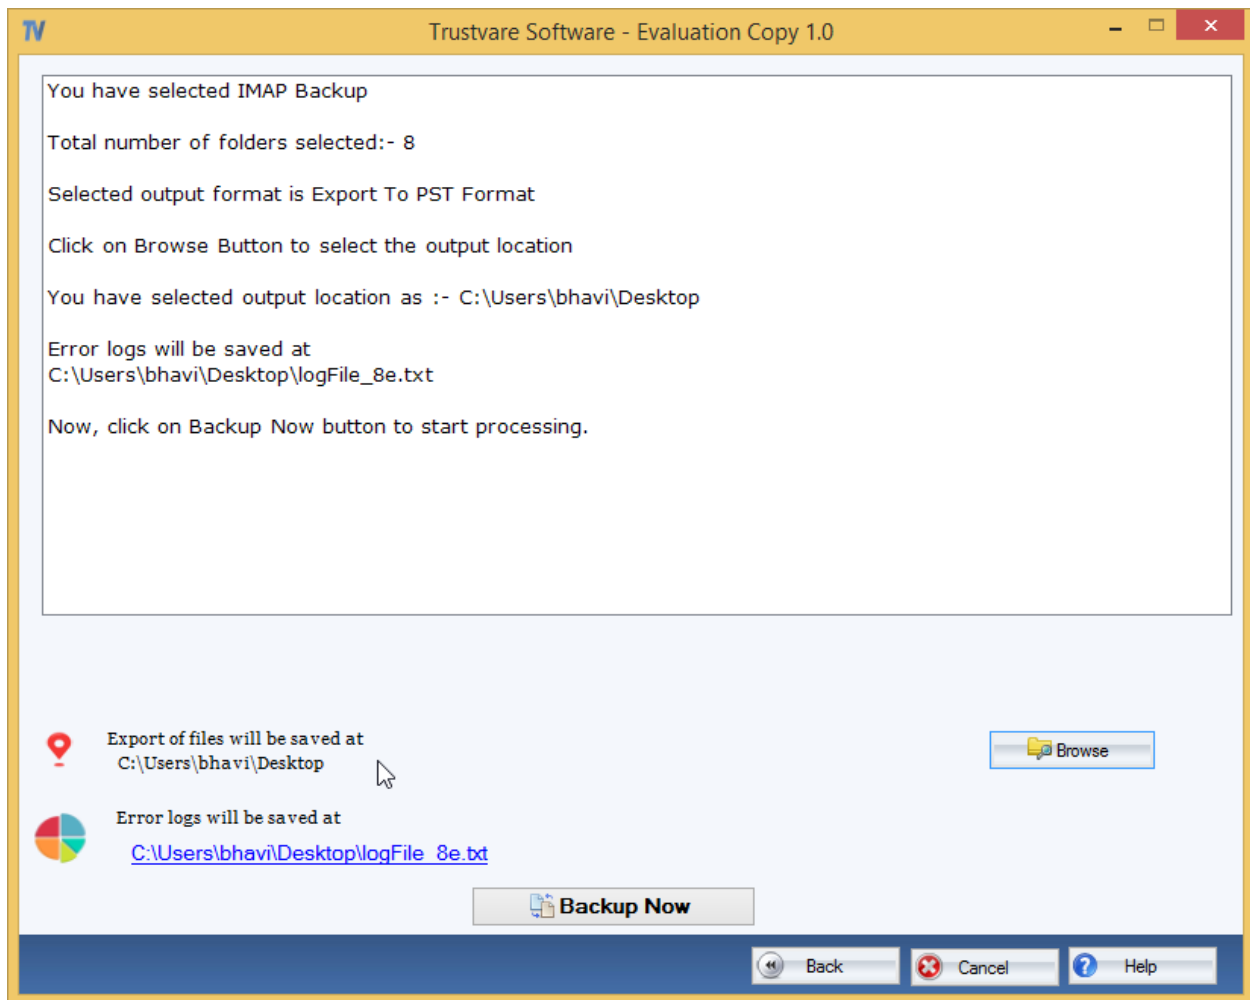 TV
Trustvare Software - Evaluation Copy 1.0
You have selected IMAP Backup
Total number of folders selected:- 8
Selected output format is Export To PST Format
Click on Browse Button to select the output location
You have selected output location as :- C:\Users\bhavi\Desktop
Error logs will be saved at
C:\Users\bhavi\Desktop\logFile_8e.txt
Now, click on Backup Now button to start processing.
Export of files will be saved at
C:\Users\bhavi\Desktop
Browse
Error logs will be saved at
C:\Users\bhavi\Desktop\logFile_8e.txt
Backup Now
Back
Cancel
Help